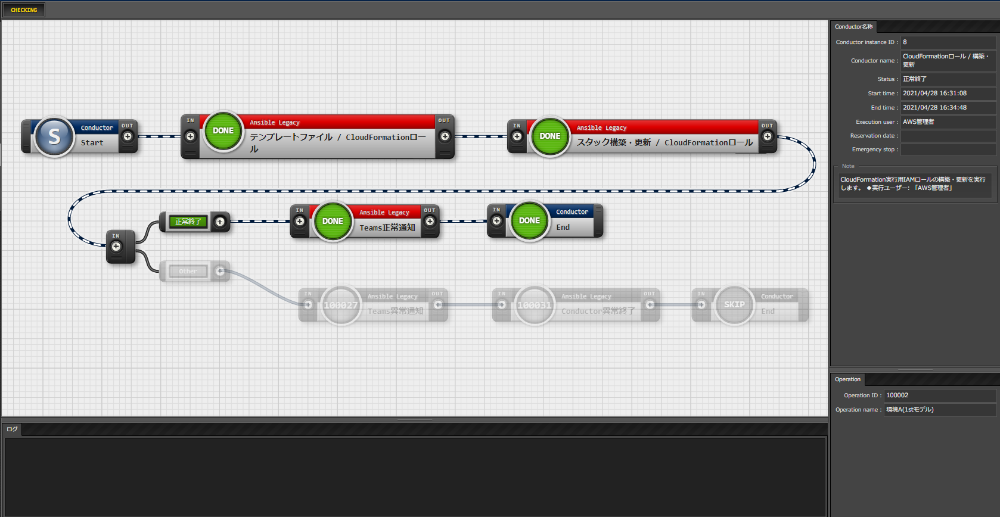 CHECKING
Conductor
Start
OUT
IN
DONE
Ansible Legacy
テンプレートファイル / CloudFormationロー
ル
OUT
IN
DONE
Ansible Legacy
スタック構築・更新 / CloudFormationロール
OUT
S
IN
正常終了
Other
IN
DONE
Ansible Legacy
Teams正常通知
OUT
IN
DONE
Conductor
End
IN
100027
Ansible Legacy
Teams異常通知
OUT
IN
100031
Ansible Legacy
Conductor異常終了
OUT
IN
SKIP
Conductor
End
ログ
Conductor名称
Conductor instance ID : 8
Conductor name : CloudFormationロール / 構築・
更新
Status : 正常終了
Start time : 2021/04/28 16:31:08
End time : 2021/04/28 16:34:48
Execution user : AWS管理者
Reservation date :
Emergency stop :
Note
CloudFormation実行用IAMロールの構築・更新を実行
します。 ◆実行ユーザー: 「AWS管理者」
Operation
Operation ID : 100002
Operation name : 環境A(1stモデル)